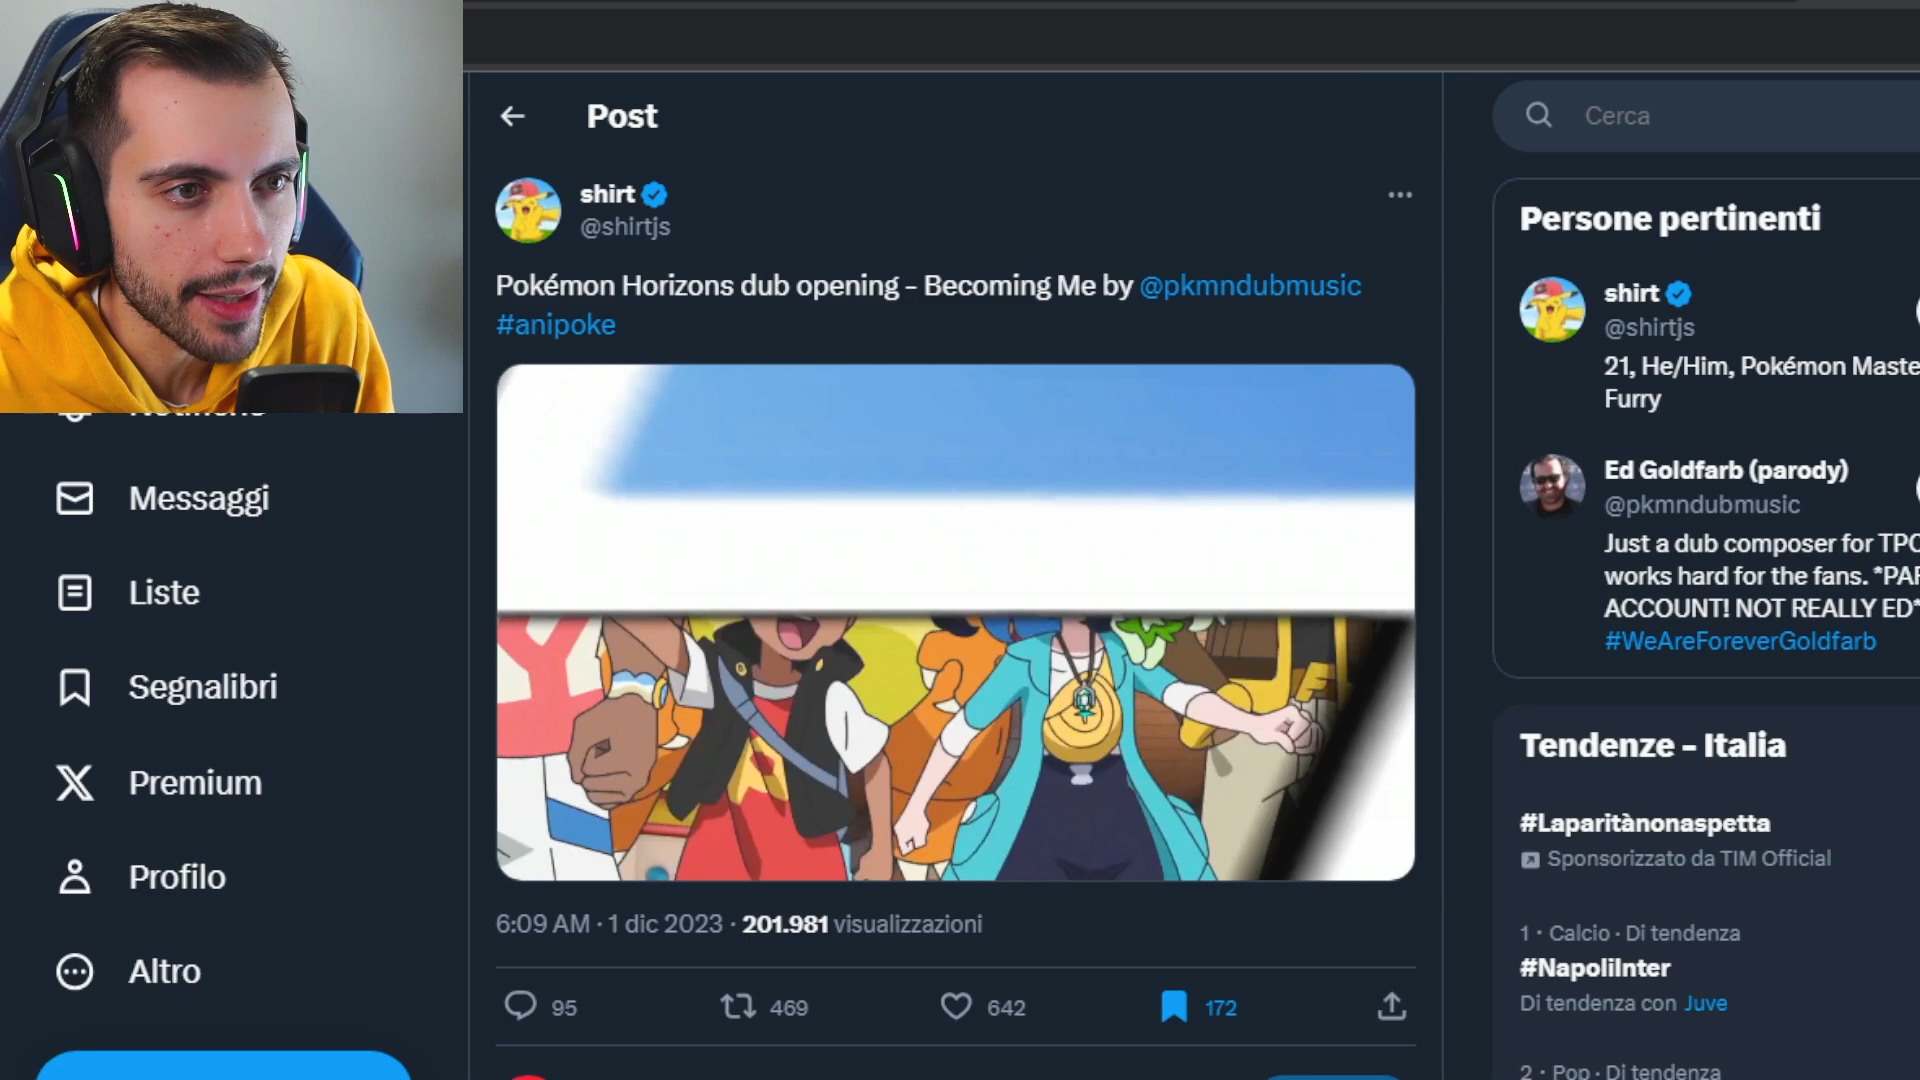 Post
shirt
@shirtjs
Pokémon Horizons dub opening - Becoming Me by @pkmndubmusic
#anipoke
6:09 AM · 1 dic 2023 · 201.981 visualizzazioni
95
469
642
172
Messaggi
Liste
Segnalibri
Premium
Profilo
Altro
Cerca
Persone pertinenti
shirt
@shirtjs
21, He/Him, Pokémon Maste
Furry
Ed Goldfarb (parody)
@pkmndubmusic
Just a dub composer for TPC
works hard for the fans. *PAR
ACCOUNT! NOT REALLY ED*
#WeAreForeverGoldfarb
Tendenze - Italia
#Laparitànonaspetta
Sponsorizzato da TIM Official
1 · Calcio · Di tendenza
#NapoliInter
Di tendenza con Juve
2 · Pop · Di tendenza